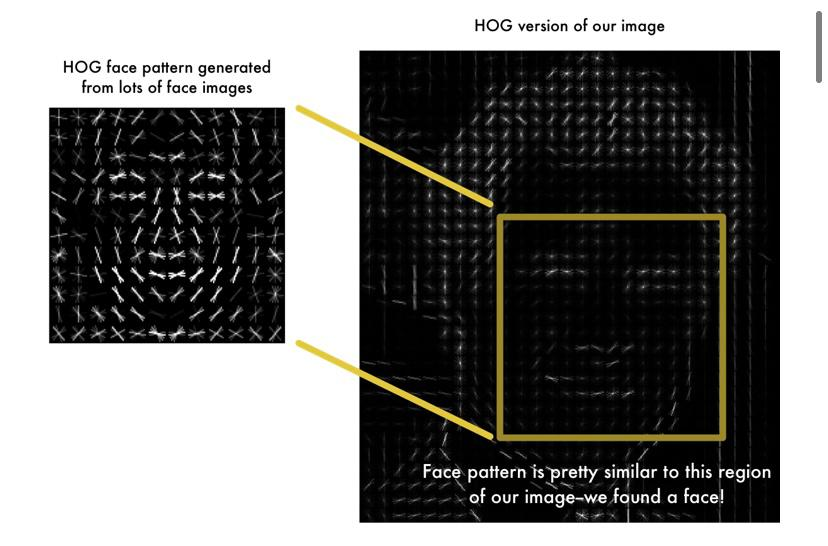 HOG version of our image
HOG face pattern generated
from lots of face images
Face pattern is pretty similar to this region
of our image–we found a face!